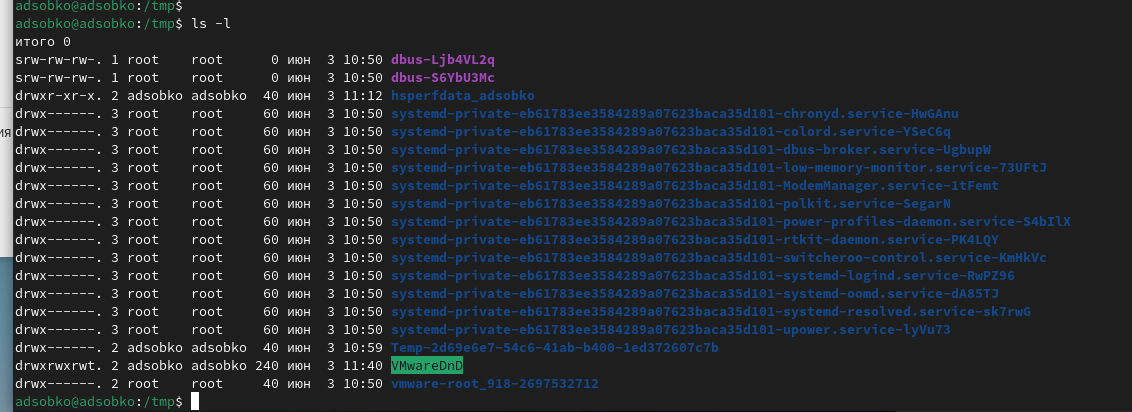 adsobko@adsobko:/tmp$
adsobko@adsobko:/tmp$ ls -l
итого 0
srw-rw-rw-. 1 root    root      0 июн  3 10:50 dbus-Ljb4VL2q
srw-rw-rw-. 1 root    root      0 июн  3 10:50 dbus-S6YbU3Mc
drwxr-xr-x. 2 adsobko adsobko  40 июн  3 11:12 hsperfdata_adsobko
drwx------. 3 root    root     60 июн  3 10:50 systemd-private-eb61783ee3584289a07623baca35d101-chronyd.service-HwGAnu
drwx------. 3 root    root     60 июн  3 10:50 systemd-private-eb61783ee3584289a07623baca35d101-colord.service-YSeC6q
drwx------. 3 root    root     60 июн  3 10:50 systemd-private-eb61783ee3584289a07623baca35d101-dbus-broker.service-UgbupW
drwx------. 3 root    root     60 июн  3 10:50 systemd-private-eb61783ee3584289a07623baca35d101-low-memory-monitor.service-73UFtJ
drwx------. 3 root    root     60 июн  3 10:50 systemd-private-eb61783ee3584289a07623baca35d101-ModemManager.service-1tFemt
drwx------. 3 root    root     60 июн  3 10:50 systemd-private-eb61783ee3584289a07623baca35d101-polkit.service-SegarN
drwx------. 3 root    root     60 июн  3 10:50 systemd-private-eb61783ee3584289a07623baca35d101-power-profiles-daemon.service-S4bIlX
drwx------. 3 root    root     60 июн  3 10:50 systemd-private-eb61783ee3584289a07623baca35d101-rtkit-daemon.service-PK4LQY
drwx------. 3 root    root     60 июн  3 10:50 systemd-private-eb61783ee3584289a07623baca35d101-switcheroo-control.service-KmHkVc
drwx------. 3 root    root     60 июн  3 10:50 systemd-private-eb61783ee3584289a07623baca35d101-systemd-logind.service-RwPZ96
drwx------. 3 root    root     60 июн  3 10:50 systemd-private-eb61783ee3584289a07623baca35d101-systemd-oomd.service-dA85TJ
drwx------. 3 root    root     60 июн  3 10:50 systemd-private-eb61783ee3584289a07623baca35d101-systemd-resolved.service-sk7rwG
drwx------. 3 root    root     60 июн  3 10:50 systemd-private-eb61783ee3584289a07623baca35d101-upower.service-lyVu73
drwx------. 2 adsobko adsobko  40 июн  3 10:59 Temp-2d69e6e7-54c6-41ab-b400-1ed372607c7b
drwxrwxrwt. 2 adsobko adsobko 240 июн  3 11:40 VMwareDnD
drwx------. 2 root    root     40 июн  3 10:50 vmware-root_918-2697532712
adsobko@adsobko:/tmp$